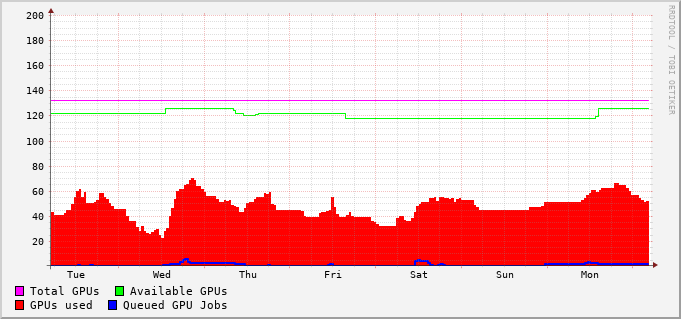 200
180
160
140
120
100
80
60
40
20
Tue Wed Thu Fri Sat Sun Mon
Total GPUs Available GPUs
GPUs used Queued GPU Jobs
RRDTOOL / TOBI OETIKER